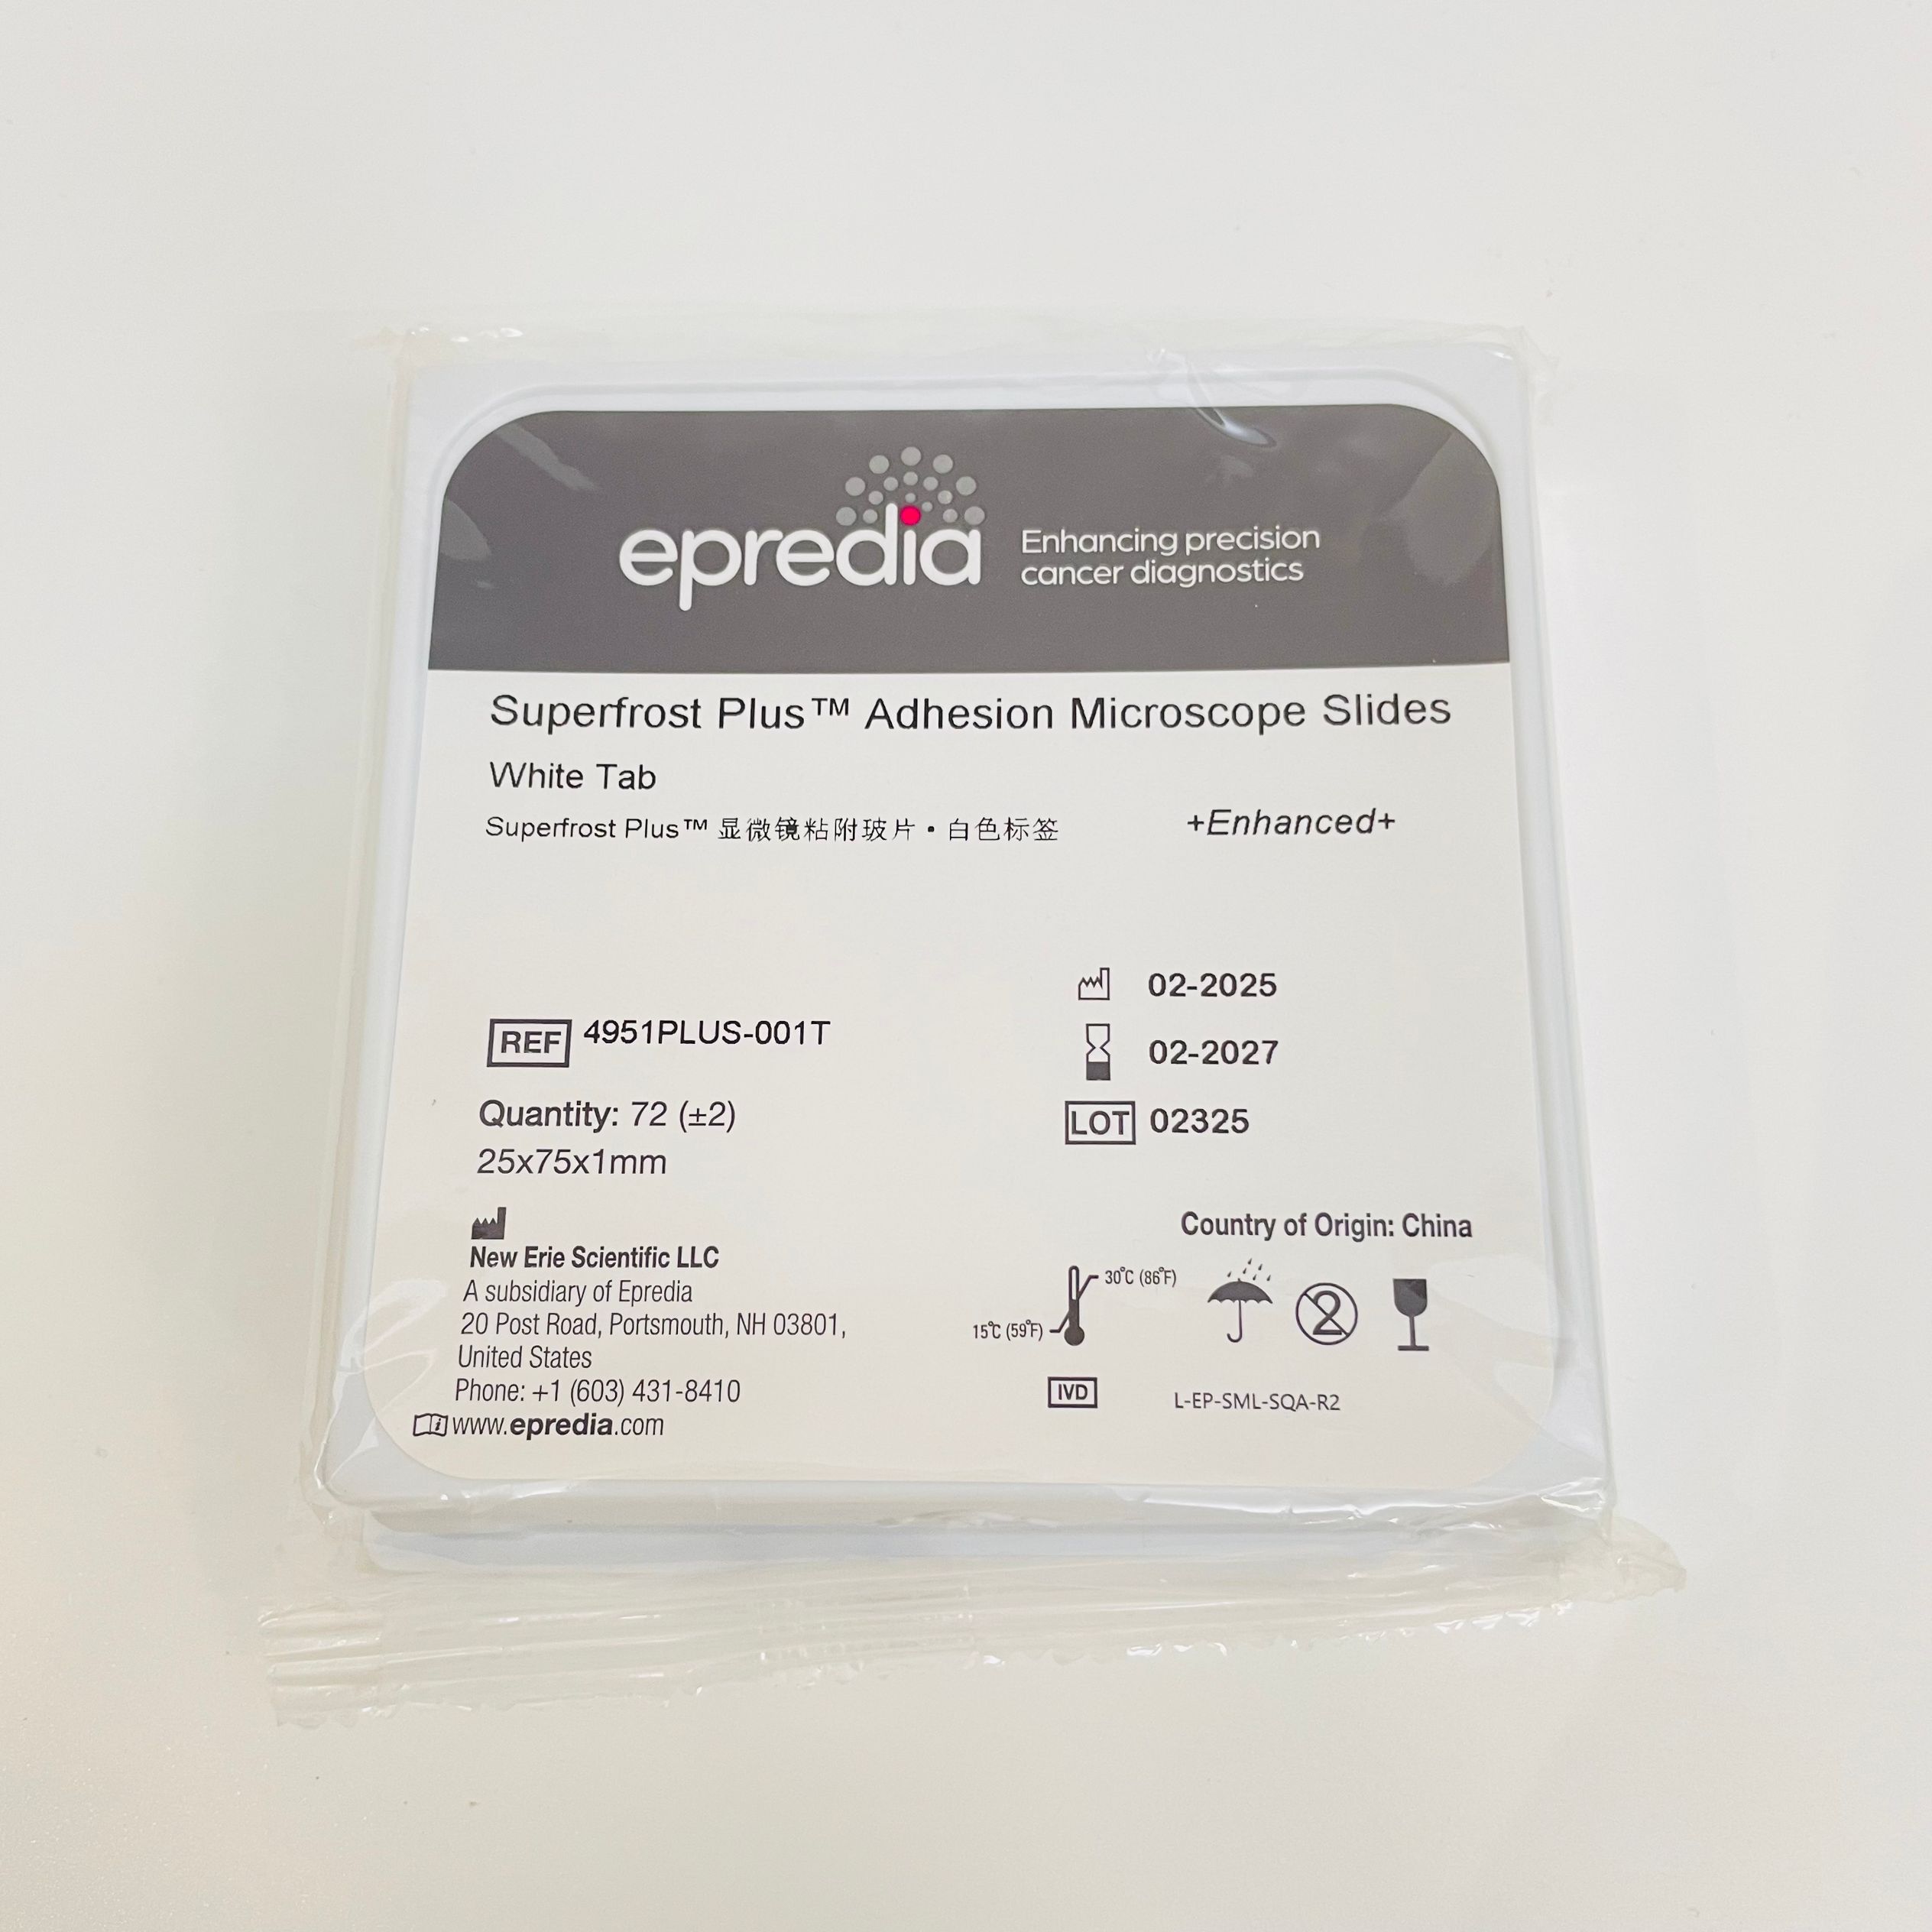 epredia
Enhancing precision
cancer diagnostics
Superfrost Plus™ Adhesion Microscope Slides
White Tab
Superfrost Plus™ 显微镜粘附玻片・白色标签
+Enhanced+
02-2025
REF 4951PLUS-001T
02-2027
Quantity: 72 (±2)
LOT 02325
25x75x1mm
Country of Origin: China
New Erie Scientific LLC
A subsidiary of Epredia
20 Post Road, Portsmouth, NH 03801,
United States
Phone: +1 (603) 431-8410
www.epredia.com
30°C (86°F)
15°C (59°F)
2
IVD
L-EP-SML-SQA-R2